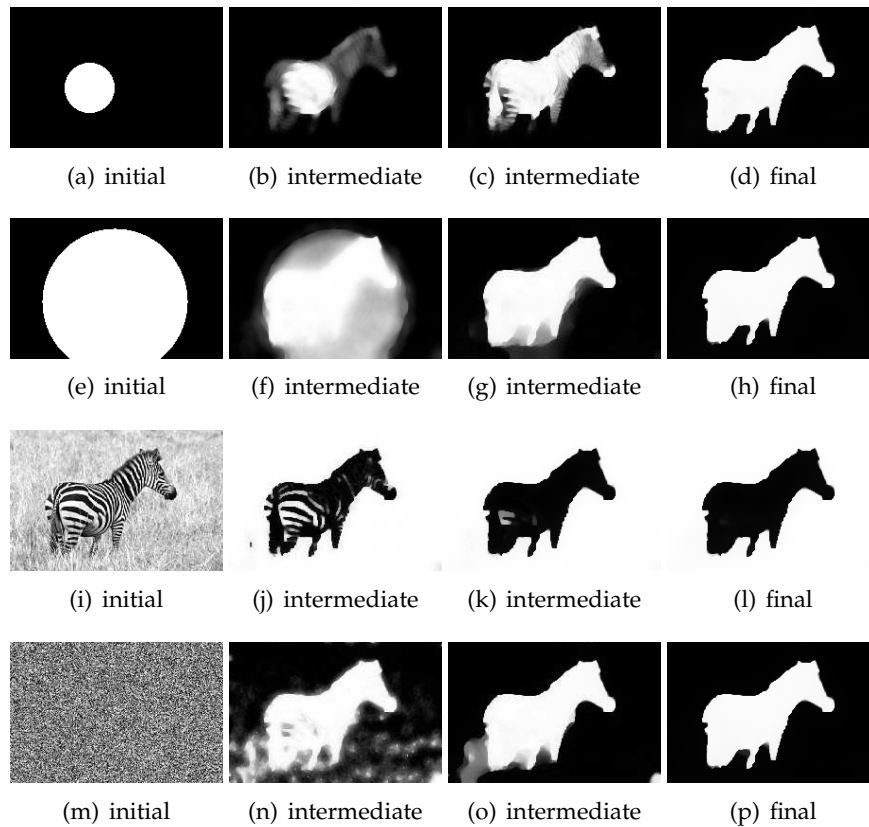 (a) initial (b) intermediate (c) intermediate (d) final
(e) initial (f) intermediate (g) intermediate (h) final
(i) initial (j) intermediate (k) intermediate (l) final
(m) initial (n) intermediate (o) intermediate (p) final